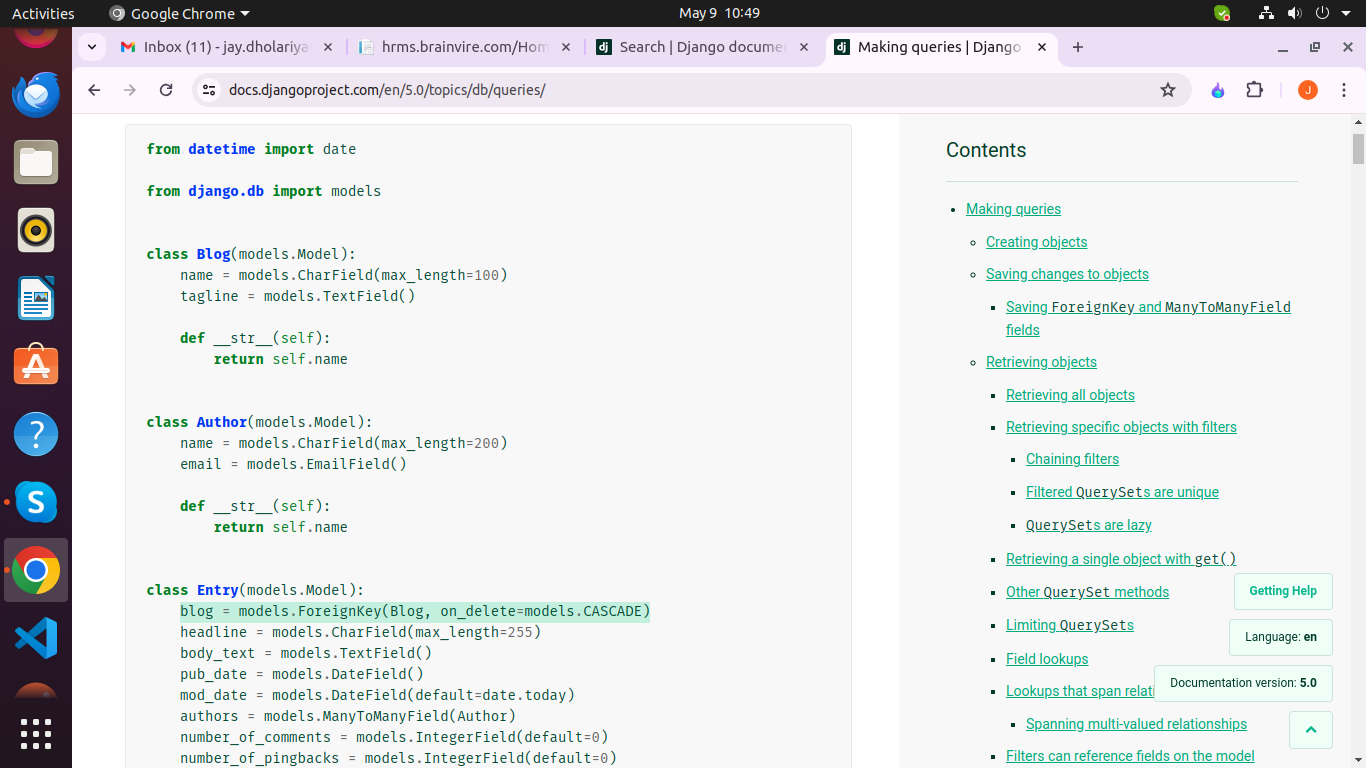 Activities
Google Chrome
May 9 10:49
Inbox (11) - jay.dholariya
hrms.brainvire.com/Hom
Search | Django documen
Making queries | Django
docs.djangoproject.com/en/5.0/topics/db/queries/
J
from datetime import date
from django.db import models
class Blog(models.Model):
name = models.CharField(max_length=100)
tagline = models.TextField()
def __str__(self):
return self.name
class Author(models.Model):
name = models.CharField(max_length=200)
email = models.EmailField()
def __str__(self):
return self.name
class Entry(models.Model):
blog = models.ForeignKey(Blog, on_delete=models.CASCADE)
headline = models.CharField(max_length=255)
body_text = models.TextField()
pub_date = models.DateField()
mod_date = models.DateField(default=date.today)
authors = models.ManyToManyField(Author)
number_of_comments = models.IntegerField(default=0)
number_of_pingbacks = models.IntegerField(default=0)
Contents
Making queries
Creating objects
Saving changes to objects
Saving ForeignKey and ManyToManyField
fields
Retrieving objects
Retrieving all objects
Retrieving specific objects with filters
Chaining filters
Filtered QuerySets are unique
QuerySets are lazy
Retrieving a single object with get()
Other QuerySet methods
Limiting QuerySets
Field lookups
Lookups that span relati
Spanning multi-valued relationships
Filters can reference fields on the model
Getting Help
Language: en
Documentation version: 5.0